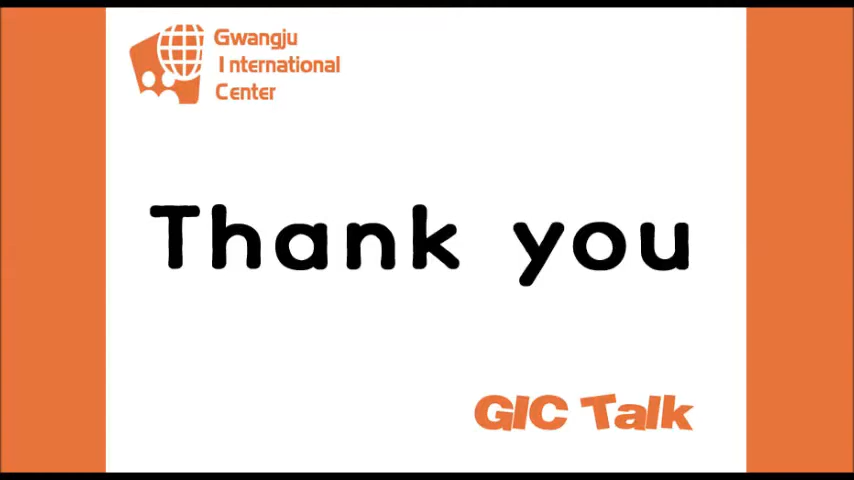 Gwangju
International
Center
Thank you
GIC Talk